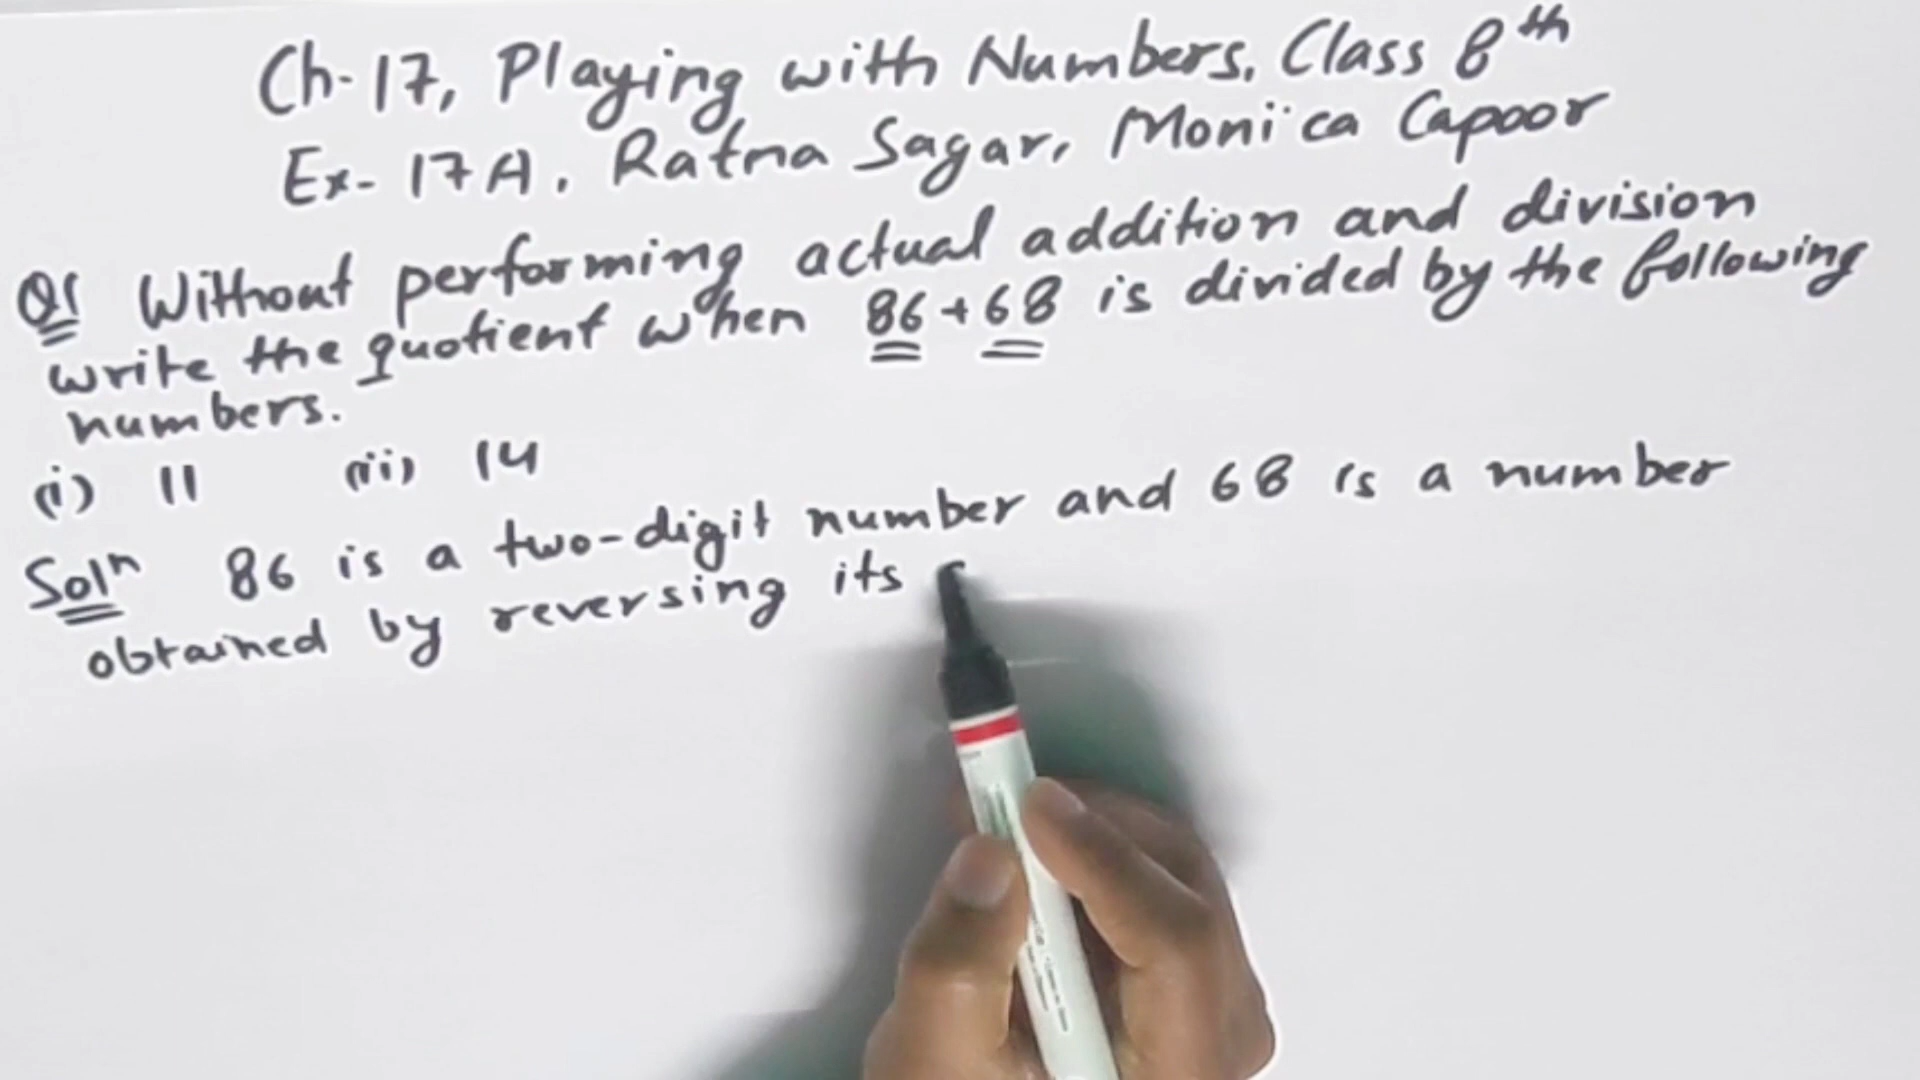 Ch-17, Playing with Numbers, Class 8th
Ex-17A, Ratna Sagar, Monica Capoor
Q1 Without performing actual addition and division
write the quotient when 86+68 is divided by the following
numbers.
(i) 11 (ii) 14
Soln 86 is a two-digit number and 68 is a number
obtained by reversing its